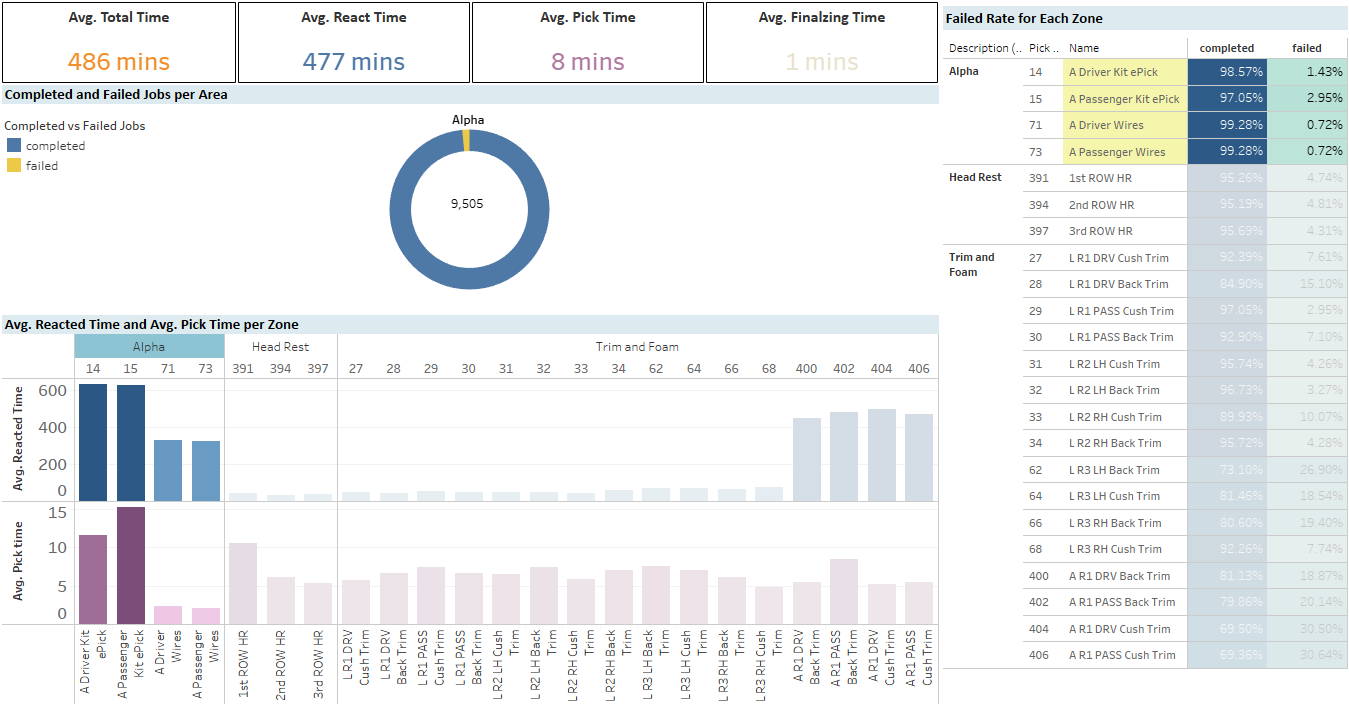 Avg. Total Time
486 mins
Avg. React Time
477 mins
Avg. Pick Time
8 mins
Avg. Finalzing Time
1 mins
Completed and Failed Jobs per Area
Completed vs Failed Jobs
completed
failed
Alpha
9,505
Avg. Reacted Time and Avg. Pick Time per Zone
Alpha Head Rest Trim and Foam
14 15 71 73 391 394 397 27 28 29 30 31 32 33 34 62 64 66 68 400 402 404 406
Avg. Reacted Time
600
400
200
0
Avg. Pick time
15
10
5
0
A Driver Kit
ePick
A Passenger
Kit ePick
A Driver
Wires
A Passenger
Wires
1st ROW HR
2nd ROW HR
3rd ROW HR
L R1 DRV
Cush Trim
L R1 DRV
Back Trim
L R1 PASS
Cush Trim
L R1 PASS
Back Trim
L R2 LH Cush
Trim
L R2 LH Back
Trim
L R2 RH Cush
Trim
L R2 RH Back
Trim
L R3 LH Back
Trim
L R3 LH Cush
Trim
L R3 RH Back
Trim
L R3 RH Cush
Trim
A R1 DRV
Back Trim
A R1 PASS
Back Trim
A R1 DRV
Cush Trim
A R1 PASS
Cush Trim
Failed Rate for Each Zone
Description (.. Pick .. Name completed failed
Alpha 14 A Driver Kit ePick 98.57% 1.43%
15 A Passenger Kit ePick 97.05% 2.95%
71 A Driver Wires 99.28% 0.72%
73 A Passenger Wires 99.28% 0.72%
Head Rest 391 1st ROW HR 95.26% 4.74%
394 2nd ROW HR 95.19% 4.81%
397 3rd ROW HR 95.69% 4.31%
Trim and
Foam
27 L R1 DRV Cush Trim 92.39% 7.61%
28 L R1 DRV Back Trim 84.90% 15.10%
29 L R1 PASS Cush Trim 97.05% 2.95%
30 L R1 PASS Back Trim 92.90% 7.10%
31 L R2 LH Cush Trim 95.74% 4.26%
32 L R2 LH Back Trim 96.73% 3.27%
33 L R2 RH Cush Trim 89.93% 10.07%
34 L R2 RH Back Trim 95.72% 4.28%
62 L R3 LH Back Trim 73.10% 26.90%
64 L R3 LH Cush Trim 81.46% 18.54%
66 L R3 RH Back Trim 80.60% 19.40%
68 L R3 RH Cush Trim 92.26% 7.74%
400 A R1 DRV Back Trim 81.13% 18.87%
402 A R1 PASS Back Trim 79.86% 20.14%
404 A R1 DRV Cush Trim 69.50% 30.50%
406 A R1 PASS Cush Trim 69.36% 30.64%